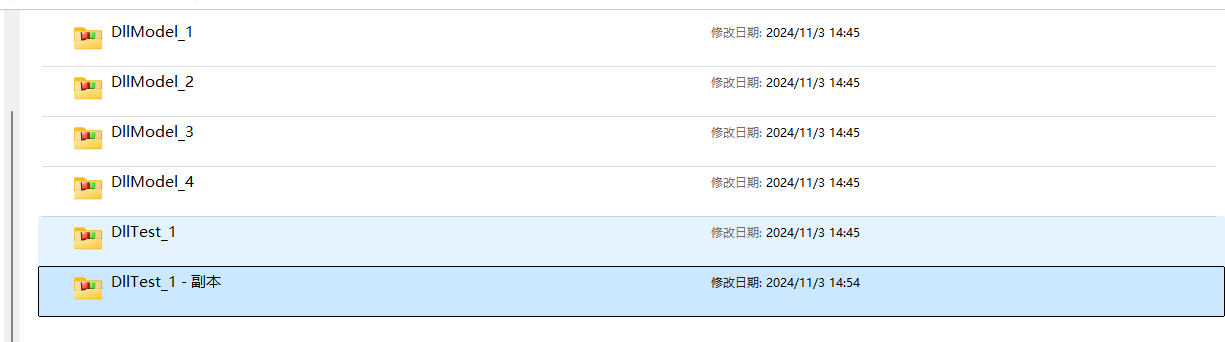 DllModel_1 修改日期: 2024/11/3 14:45
DllModel_2 修改日期: 2024/11/3 14:45
DllModel_3 修改日期: 2024/11/3 14:45
DllModel_4 修改日期: 2024/11/3 14:45
DllTest_1 修改日期: 2024/11/3 14:45
DllTest_1 - 副本 修改日期: 2024/11/3 14:54